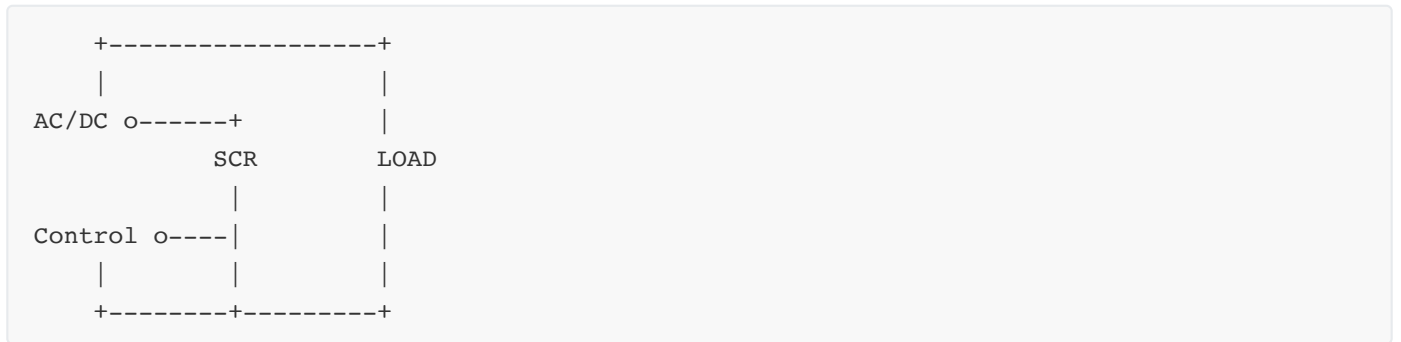 +------------------+
|                  |
AC/DC o------+         |
SCR        LOAD
|         |
Control o----|         |
|        |         |
+--------+---------+